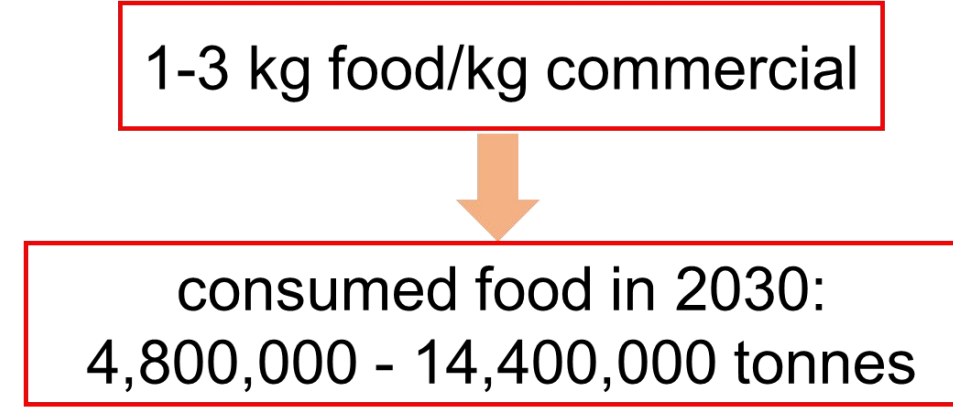 1-3 kg food/kg commercial
consumed food in 2030:
4,800,000 - 14,400,000 tonnes